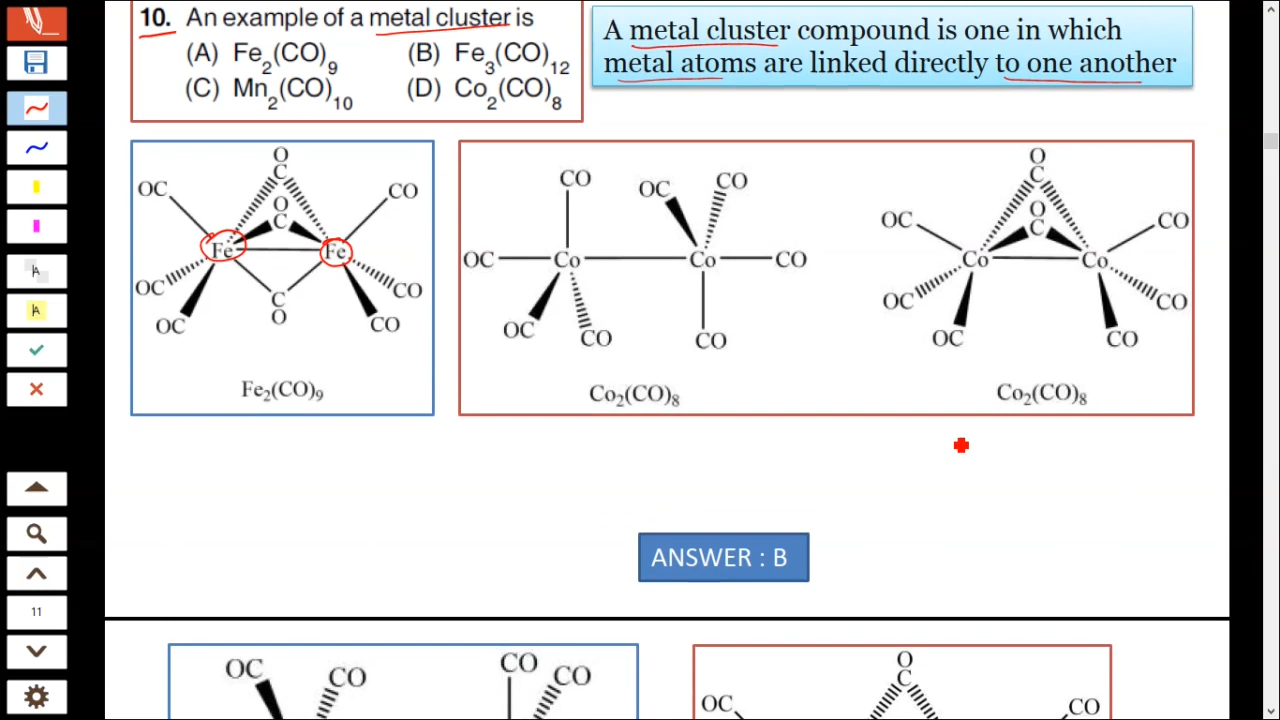 10. An example of a metal cluster is
(A) Fe2(CO)9 (B) Fe3(CO)12
(C) Mn2(CO)10 (D) Co2(CO)8
A metal cluster compound is one in which
metal atoms are linked directly to one another
O
C
OC CO
O
C
Fe Fe
OC CO
C
O
OC CO
Fe2(CO)9
CO OC CO
OC Co Co CO
OC CO CO
Co2(CO)8
O
C
OC CO
O
C
Co Co
OC CO
OC CO
Co2(CO)8
ANSWER : B
11
OC CO CO CO
O
C
OC CO
A
A